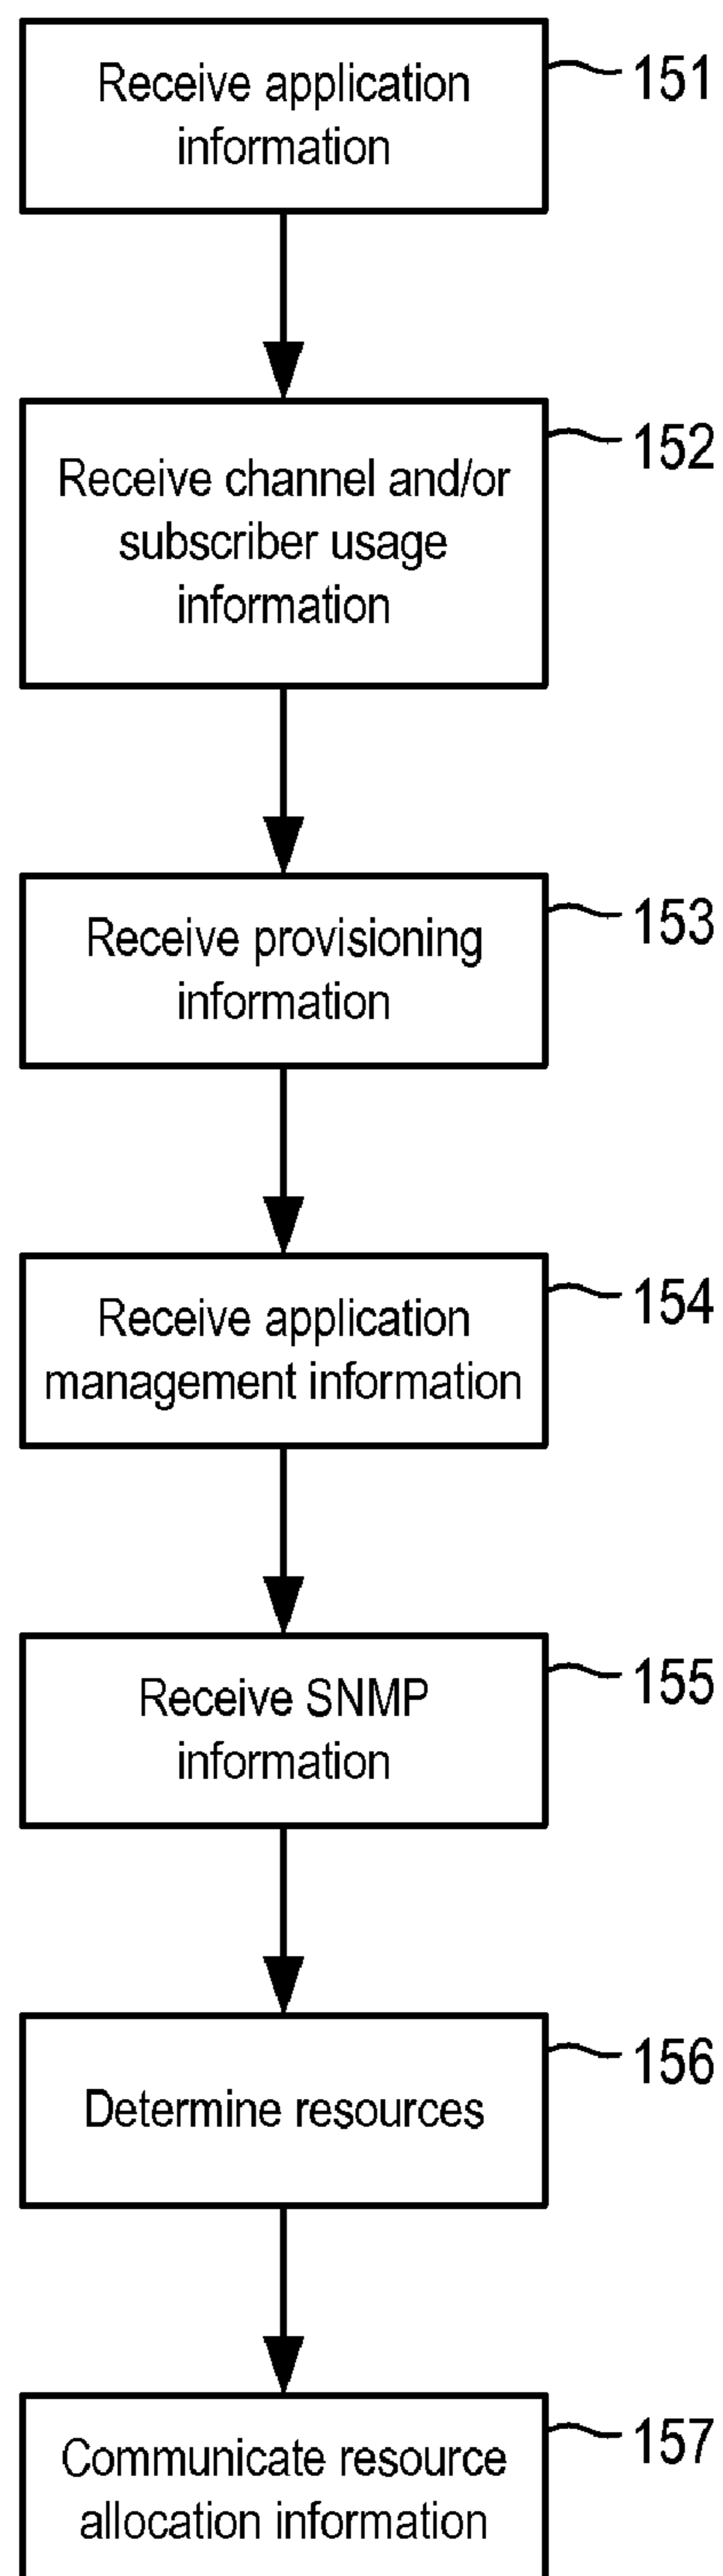 Receive application
information
151
Receive channel and/or
subscriber usage
information
152
Receive provisioning
information
153
Receive application
management information
154
Receive SNMP
information
155
Determine resources
156
Communicate resource
allocation information
157